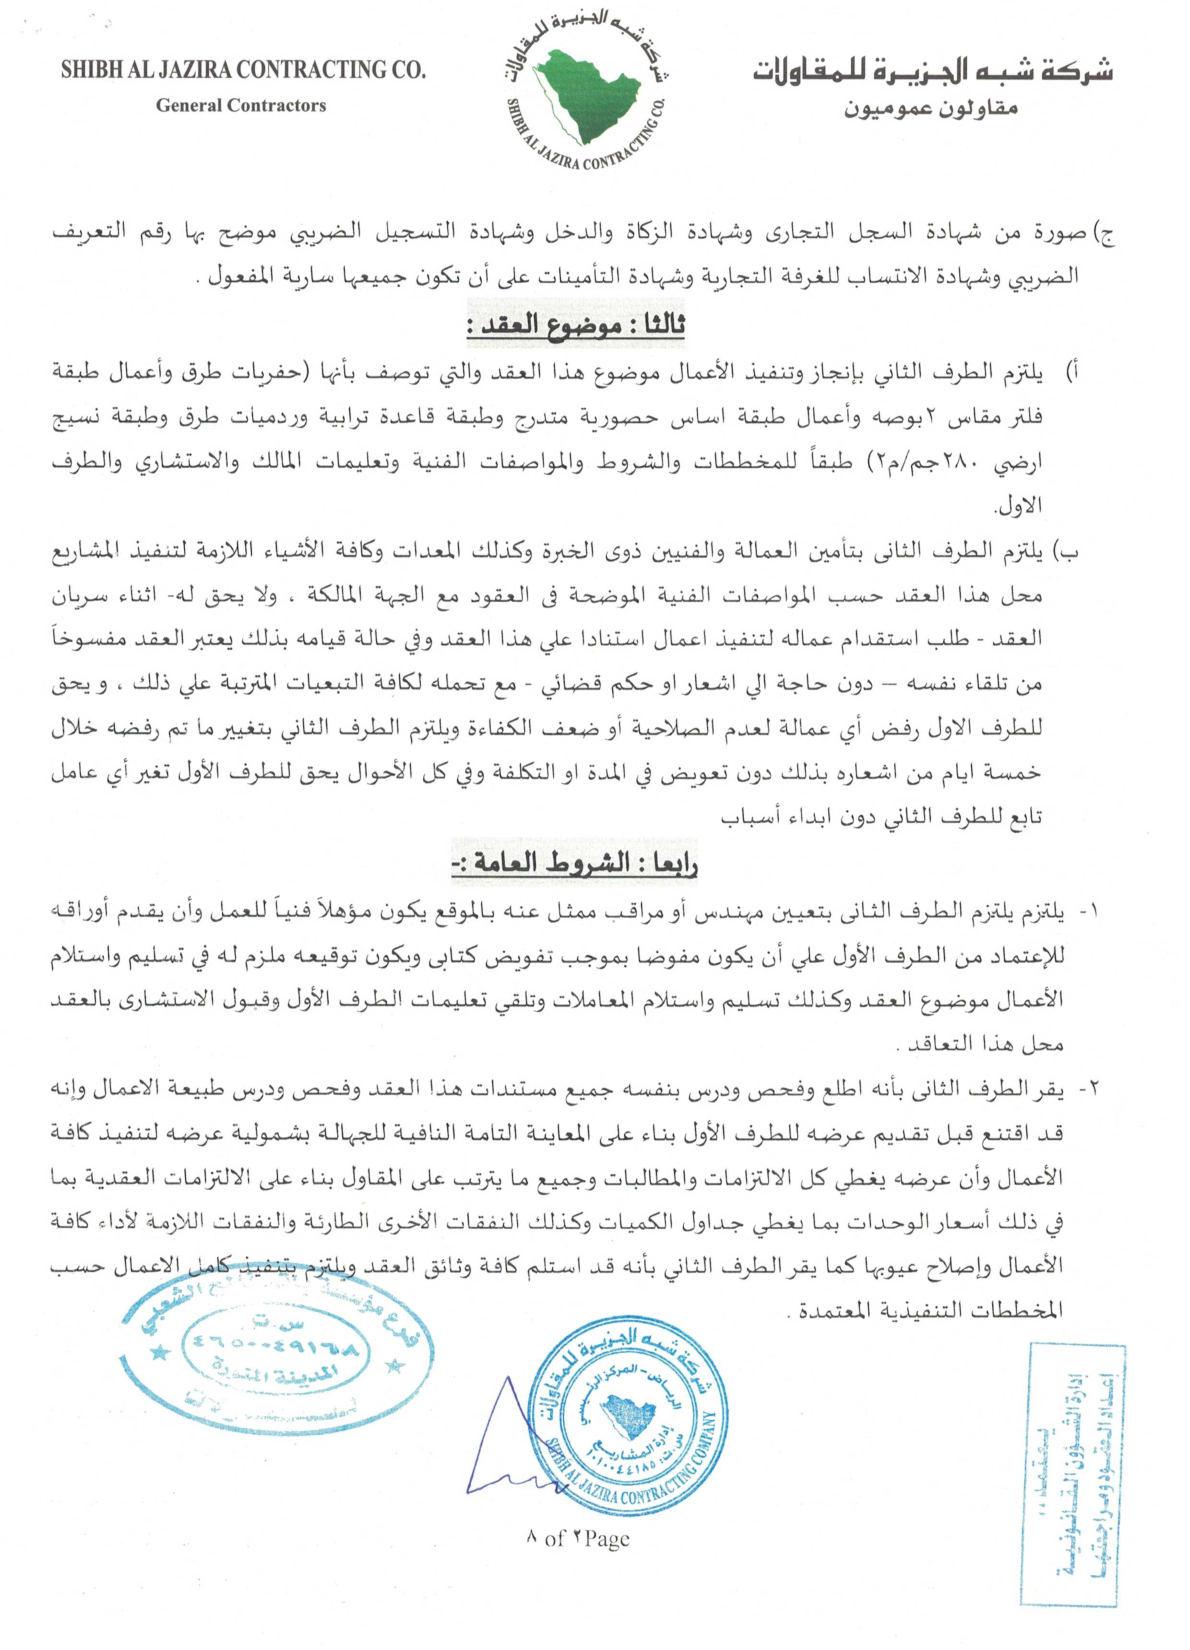 SHIBH AL JAZIRA CONTRACTING CO.
General Contractors
شركة شبه الجزيرة للمقاولات
SHIBH AL JAZIRA CONTRACTING CO.
شركة شبه الجزيرة للمقاولات
مقاولون عموميون
ج) صورة من شهادة السجل التجارى وشهادة الزكاة والدخل وشهادة التسجيل الضريبي موضح بها رقم التعريف
الضريبي وشهادة الانتساب للغرفة التجارية وشهادة التأمينات على أن تكون جميعها سارية المفعول .
ثالثا : موضوع العقد :
أ) يلتزم الطرف الثاني بإنجاز وتنفيذ الأعمال موضوع هذا العقد والتي توصف بأنها (حفريات طرق وأعمال طبقة
فلتر مقاس ٢بوصه وأعمال طبقة اساس حصورية متدرج وطبقة قاعدة ترابية وردميات طرق وطبقة نسيج
ارضي ٢٨٠جم/م٢) طبقاً للمخططات والشروط والمواصفات الفنية وتعليمات المالك والاستشاري والطرف
الاول.
ب) يلتزم الطرف الثانى بتأمين العمالة والفنيين ذوى الخبرة وكذلك المعدات وكافة الأشياء اللازمة لتنفيذ المشاريع
محل هذا العقد حسب المواصفات الفنية الموضحة فى العقود مع الجهة المالكة ، ولا يحق له- اثناء سريان
العقد - طلب استقدام عماله لتنفيذ اعمال استنادا علي هذا العقد وفي حالة قيامه بذلك يعتبر العقد مفسوخاً
من تلقاء نفسه – دون حاجة الي اشعار او حكم قضائي - مع تحمله لكافة التبعيات المترتبة علي ذلك ، و يحق
للطرف الاول رفض أي عمالة لعدم الصلاحية أو ضعف الكفاءة ويلتزم الطرف الثاني بتغيير ما تم رفضه خلال
خمسة ايام من اشعاره بذلك دون تعويض في المدة او التكلفة وفي كل الأحوال يحق للطرف الأول تغير أي عامل
تابع للطرف الثاني دون ابداء أسباب
رابعا : الشروط العامة :-
١- يلتزم يلتزم الطرف الثانى بتعيين مهندس أو مراقب ممثل عنه بالموقع يكون مؤهلاً فنياً للعمل وأن يقدم أوراقه
للإعتماد من الطرف الأول علي أن يكون مفوضا بموجب تفويض كتابى ويكون توقيعه ملزم له في تسليم واستلام
الأعمال موضوع العقد وكذلك تسليم واستلام المعاملات وتلقي تعليمات الطرف الأول وقبول الاستشارى بالعقد
محل هذا التعاقد .
٢- يقر الطرف الثانى بأنه اطلع وفحص ودرس بنفسه جميع مستندات هذا العقد وفحص ودرس طبيعة الاعمال وإنه
قد اقتنع قبل تقديم عرضه للطرف الأول بناء على المعاينة التامة النافية للجهالة بشمولية عرضه لتنفيذ كافة
الأعمال وأن عرضه يغطي كل الالتزامات والمطالبات وجميع ما يترتب على المقاول بناء على الالتزامات العقدية بما
في ذلك أسعار الوحدات بما يغطي جداول الكميات وكذلك النفقات الأخرى الطارئة والنفقات اللازمة لأداء كافة
الأعمال وإصلاح عيوبها كما يقر الطرف الثاني بأنه قد استلم كافة وثائق العقد ويلتزم بتنفيذ كامل الاعمال حسب
المخططات التنفيذية المعتمدة .
فرع مؤسسة الشعبي
س.ت.
٤٦٥٠٠٤٩١٦٨
المدينة المنورة
شركة شبه الجزيرة للمقاولات
الرياض - المركز الرئيسي
إدارة المشاريع
س.ت: ١٠١٠٠٤٤١٨٥
SHIBH AL JAZIRA CONTRACTING COMPANY
يعتمد،،
إدارة الشؤون القانونية
إعداد العقود ومراجعتها
٨ of ٢Page